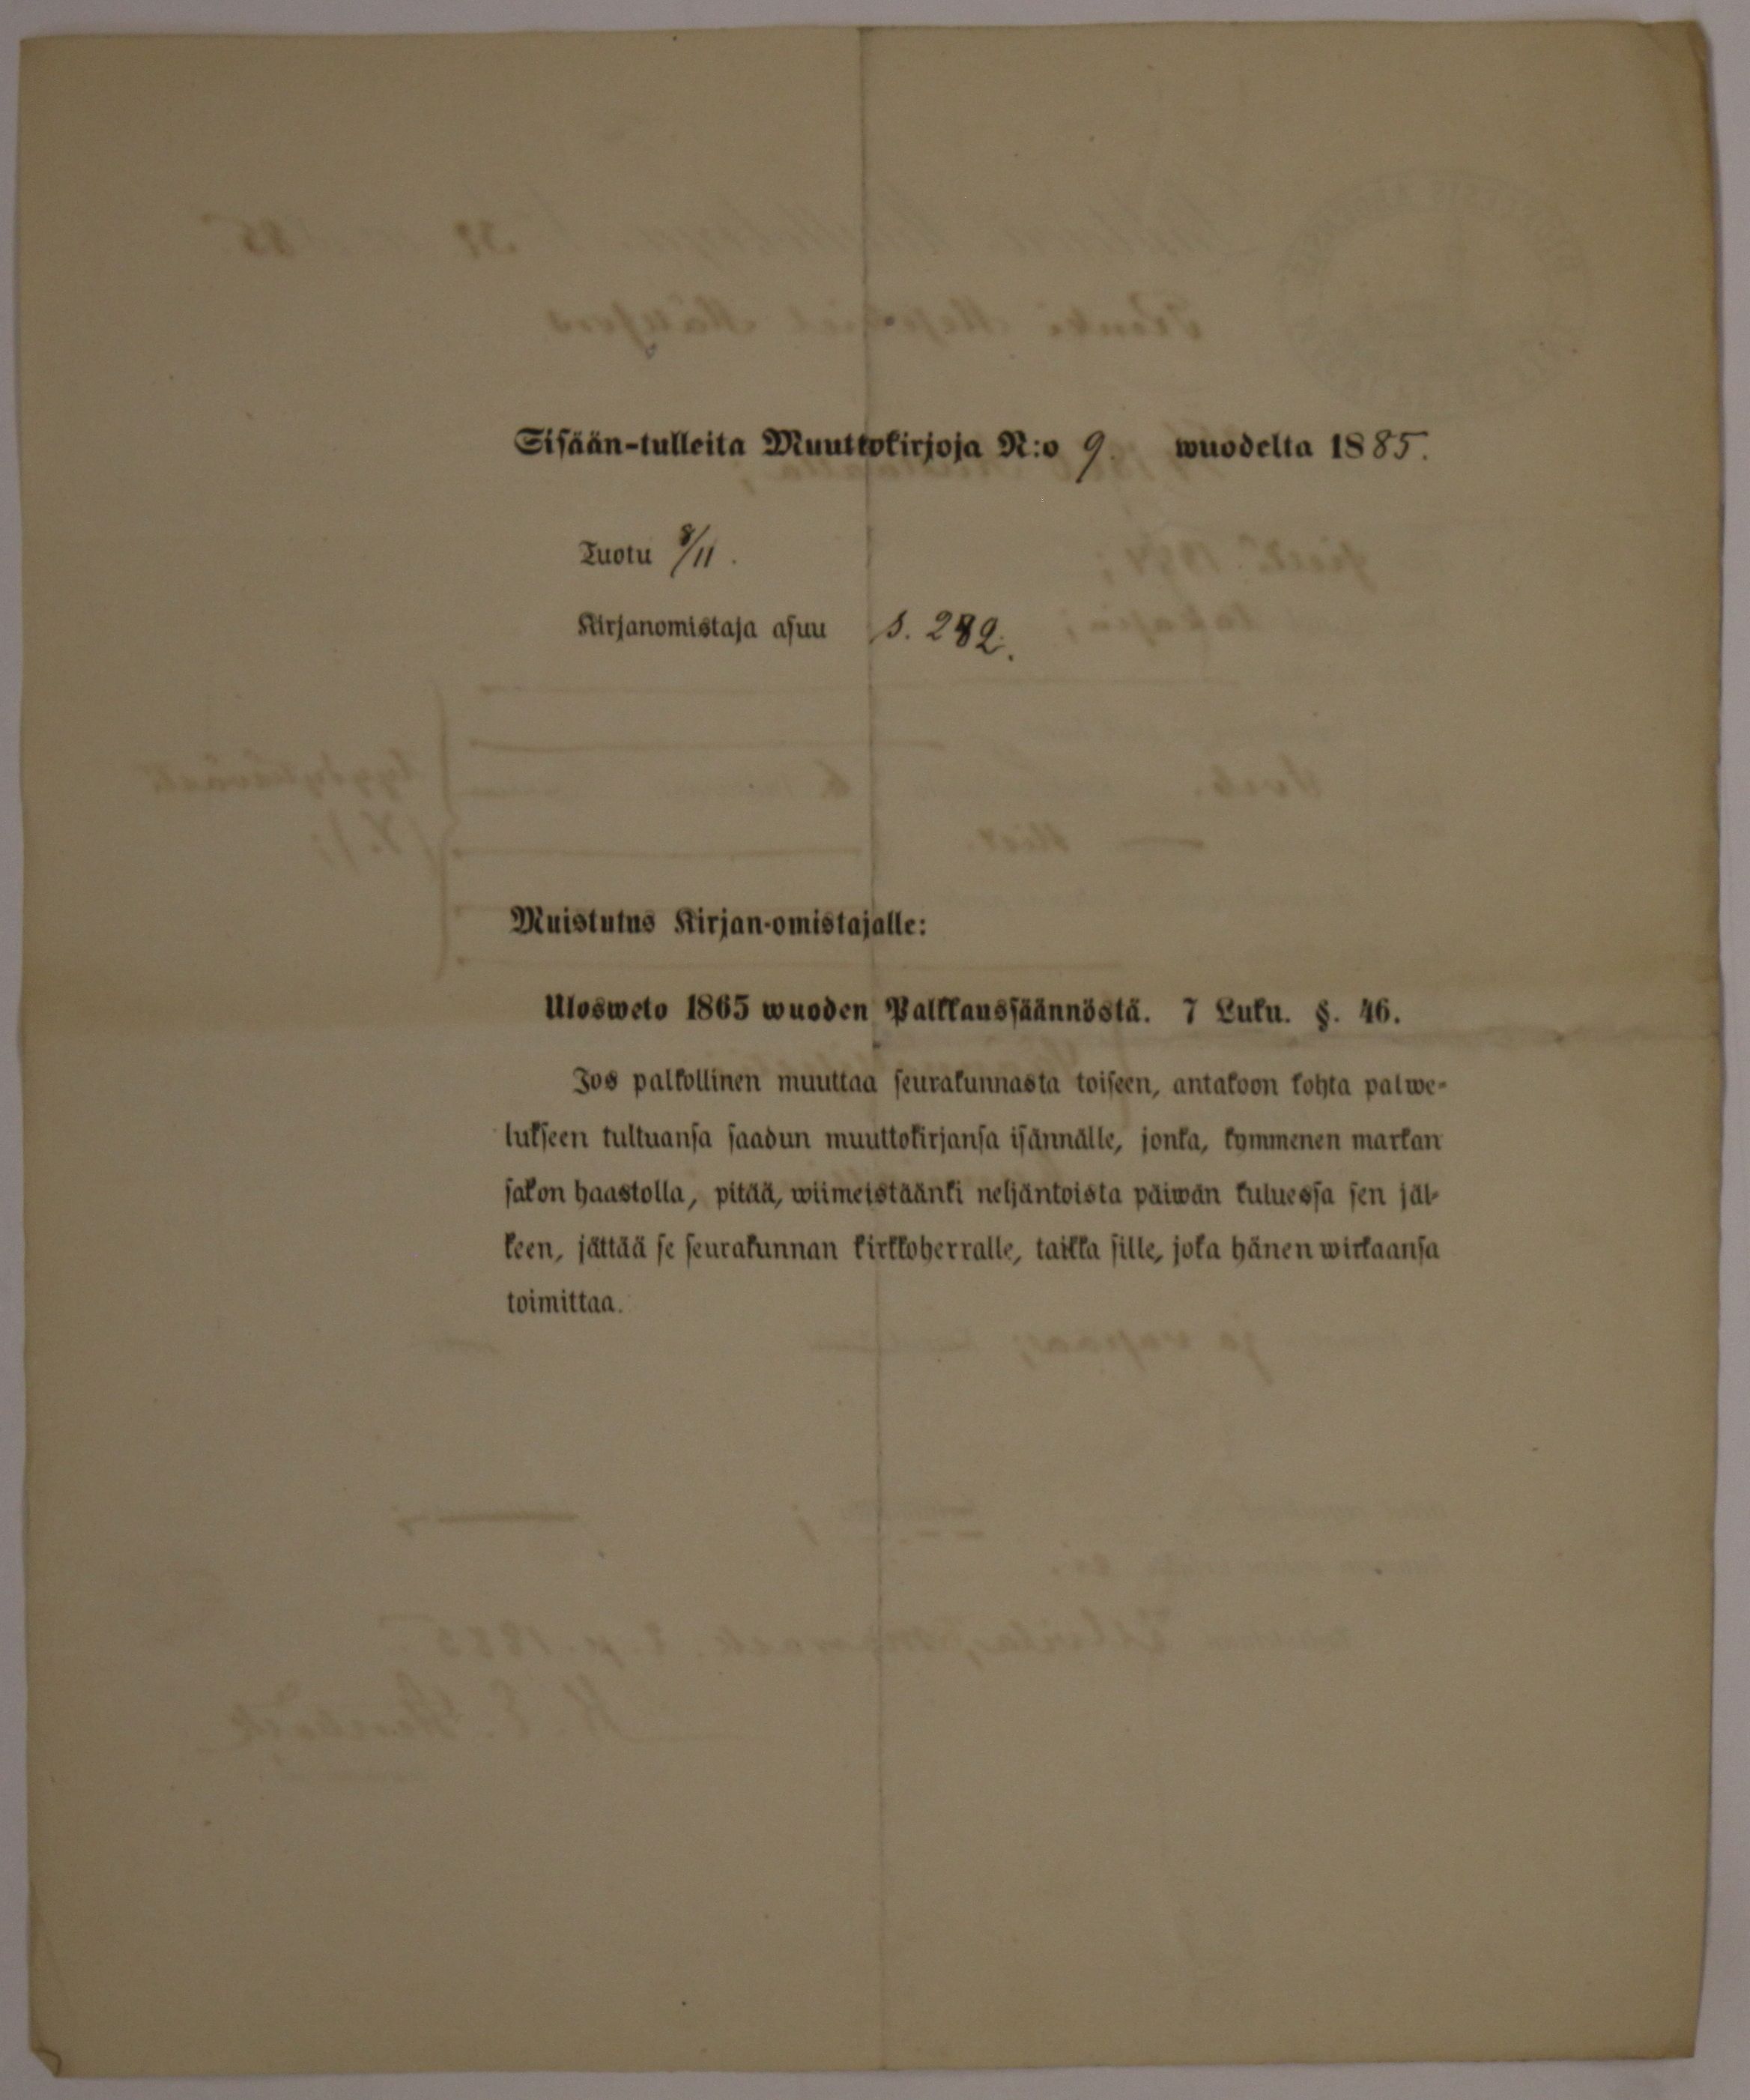 Sisään-tulleita Muuttokirjoja N:o 9. wuodelta 1885.
Tuotu 8/11.
Kirjanomistaja asuu s. 282.
Muistutus Kirjan-omistajalle:
Ulosweto 1865 wuoden Palkkaussäännöstä. 7 Luku. §. 46.
Jos palkollinen muuttaa seurakunnasta toiseen, antakoon kohta palwe-
lukseen tultuansa saadun muuttokirjansa isännälle, jonka, kymmenen markan
sakon haastolla, pitää, wiimeistäänki neljäntoista päiwän kuluessa sen jäl-
keen, jättää se seurakunnan kirkkoherralle, taikka sille, joka hänen wirkaansa
toimittaa.